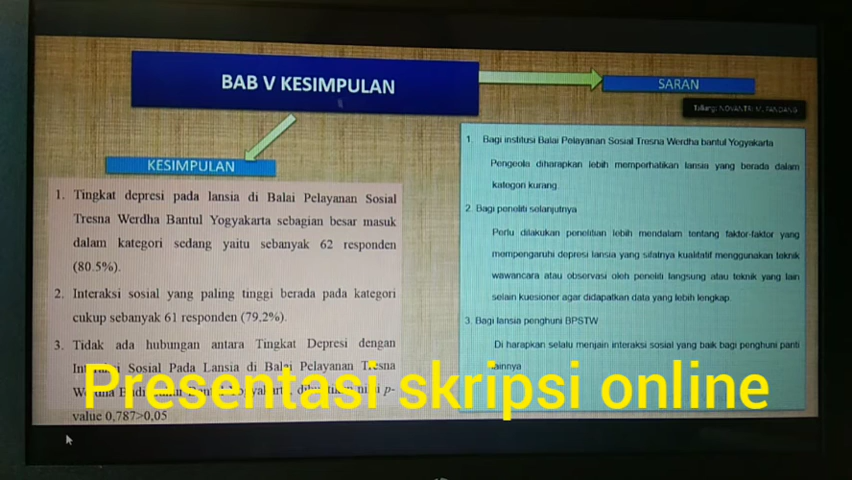 BAB V KESIMPULAN
SARAN
Talangi NOVANTRI M. PANDANG
KESIMPULAN
1. Tingkat depresi pada lansia di Balai Pelayanan Sosial
Tresna Werdha Bantul Yogyakarta sebagian besar masuk
dalam kategori sedang yaitu sebanyak 62 responden
(80.5%).
2. Interaksi sosial yang paling tinggi berada pada kategori
cukup sebanyak 61 responden (79,2%).
3. Tidak ada hubungan antara Tingkat Depresi dengan
Interaksi Sosial Pada Lansia di Balai Pelayanan Tresna
p-
value 0,787>0,05
1. Bagi institusi Balai Pelayanan Sosial Tresna Werdha bantul Yogyakarta
Pengeola diharapkan lebih memperhatikan lansia yang berada dalam
kategori kurang
2. Bagi peneliti selanjutnya
Perlu dilakukan penelitian lebih mendalam tentang faktor-faktor yang
mempengaruhi depresi lansia yang sifatnya kualitatif menggunakan teknik
wawancara atau observasi oleh peneliti langsung atau teknik yang lain
selain kuesioner agar didapatkan data yang lebih lengkap.
3. Bagi lansia penghuni BPSTW
Di harapkan selalu menjain interaksi sosial yang baik bagi penghuni panti
lainnya
Presentasi skripsi online